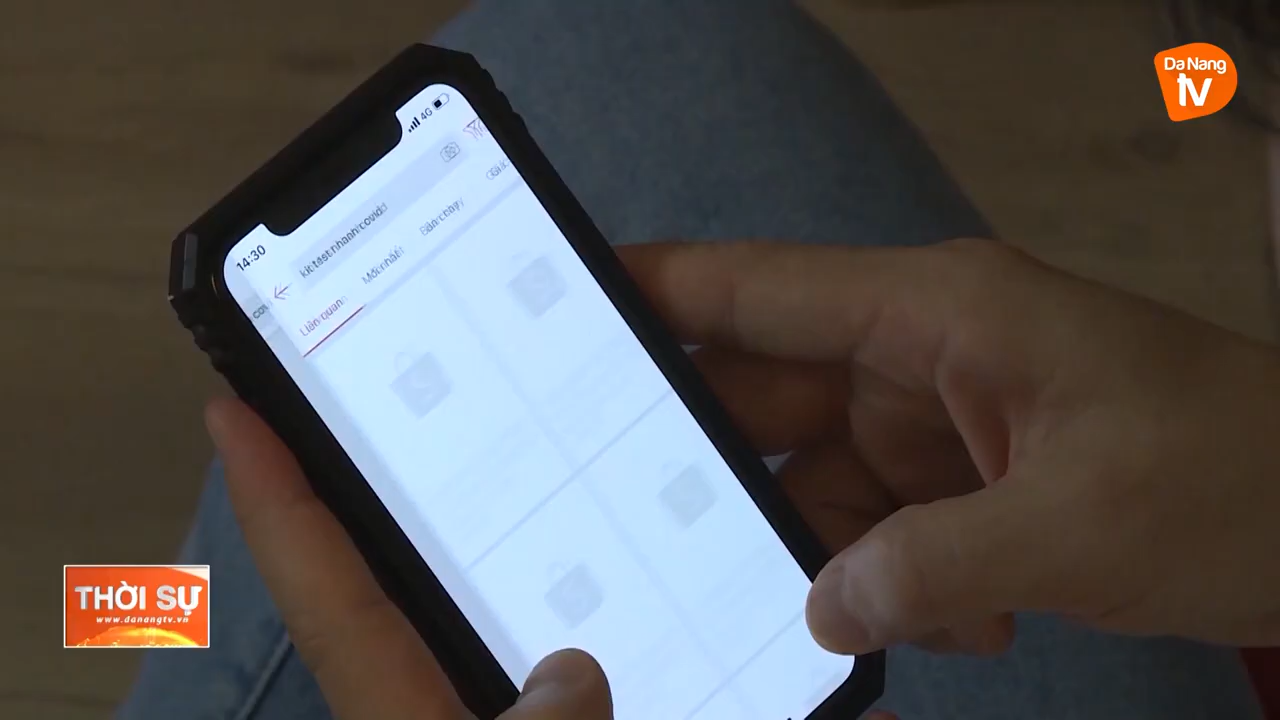 Da Nang
tv
4G
14:30
kit test nhanh covid
Liên quan
Mới nhất
Bán chạy
THỜI SỰ
www.danangtv.vn